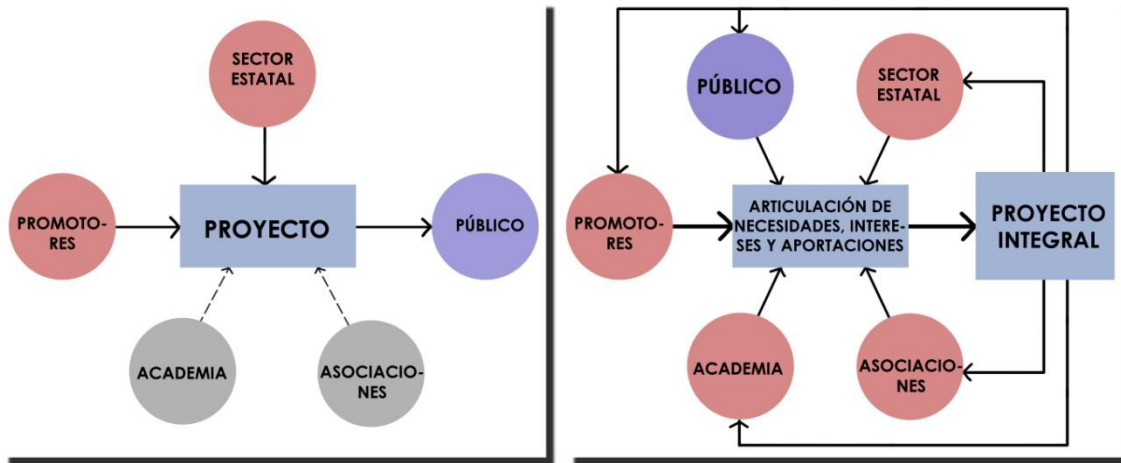 SECTOR
ESTATAL
PROMOTO-
RES
PROYECTO
PÚBLICO
ACADEMIA
ASOCIACIO-
NES
PÚBLICO
SECTOR
ESTATAL
PROMOTO-
RES
ARTICULACIÓN DE
NECESIDADES, INTERE-
SES Y APORTACIONES
PROYECTO
INTEGRAL
ACADEMIA
ASOCIACIO-
NES